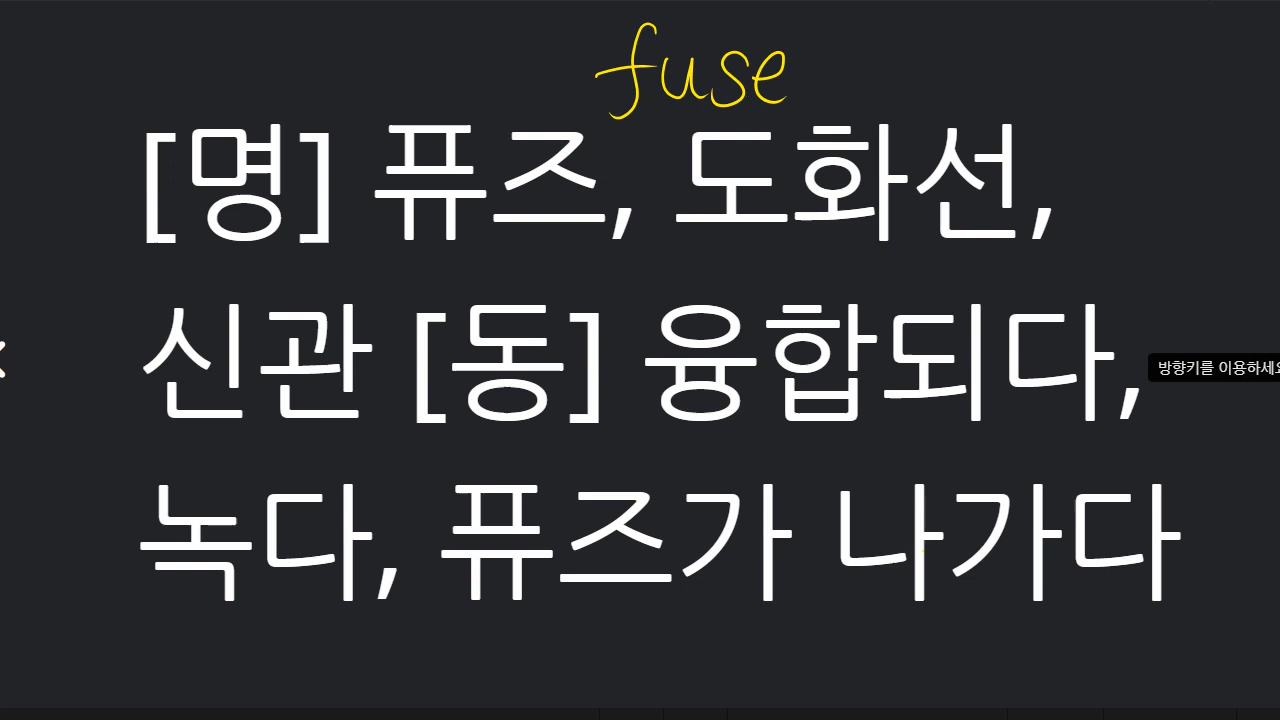 fuse
[명] 퓨즈, 도화선,
신관 [동] 융합되다,
방향키를 이용하세요
녹다, 퓨즈가 나가다